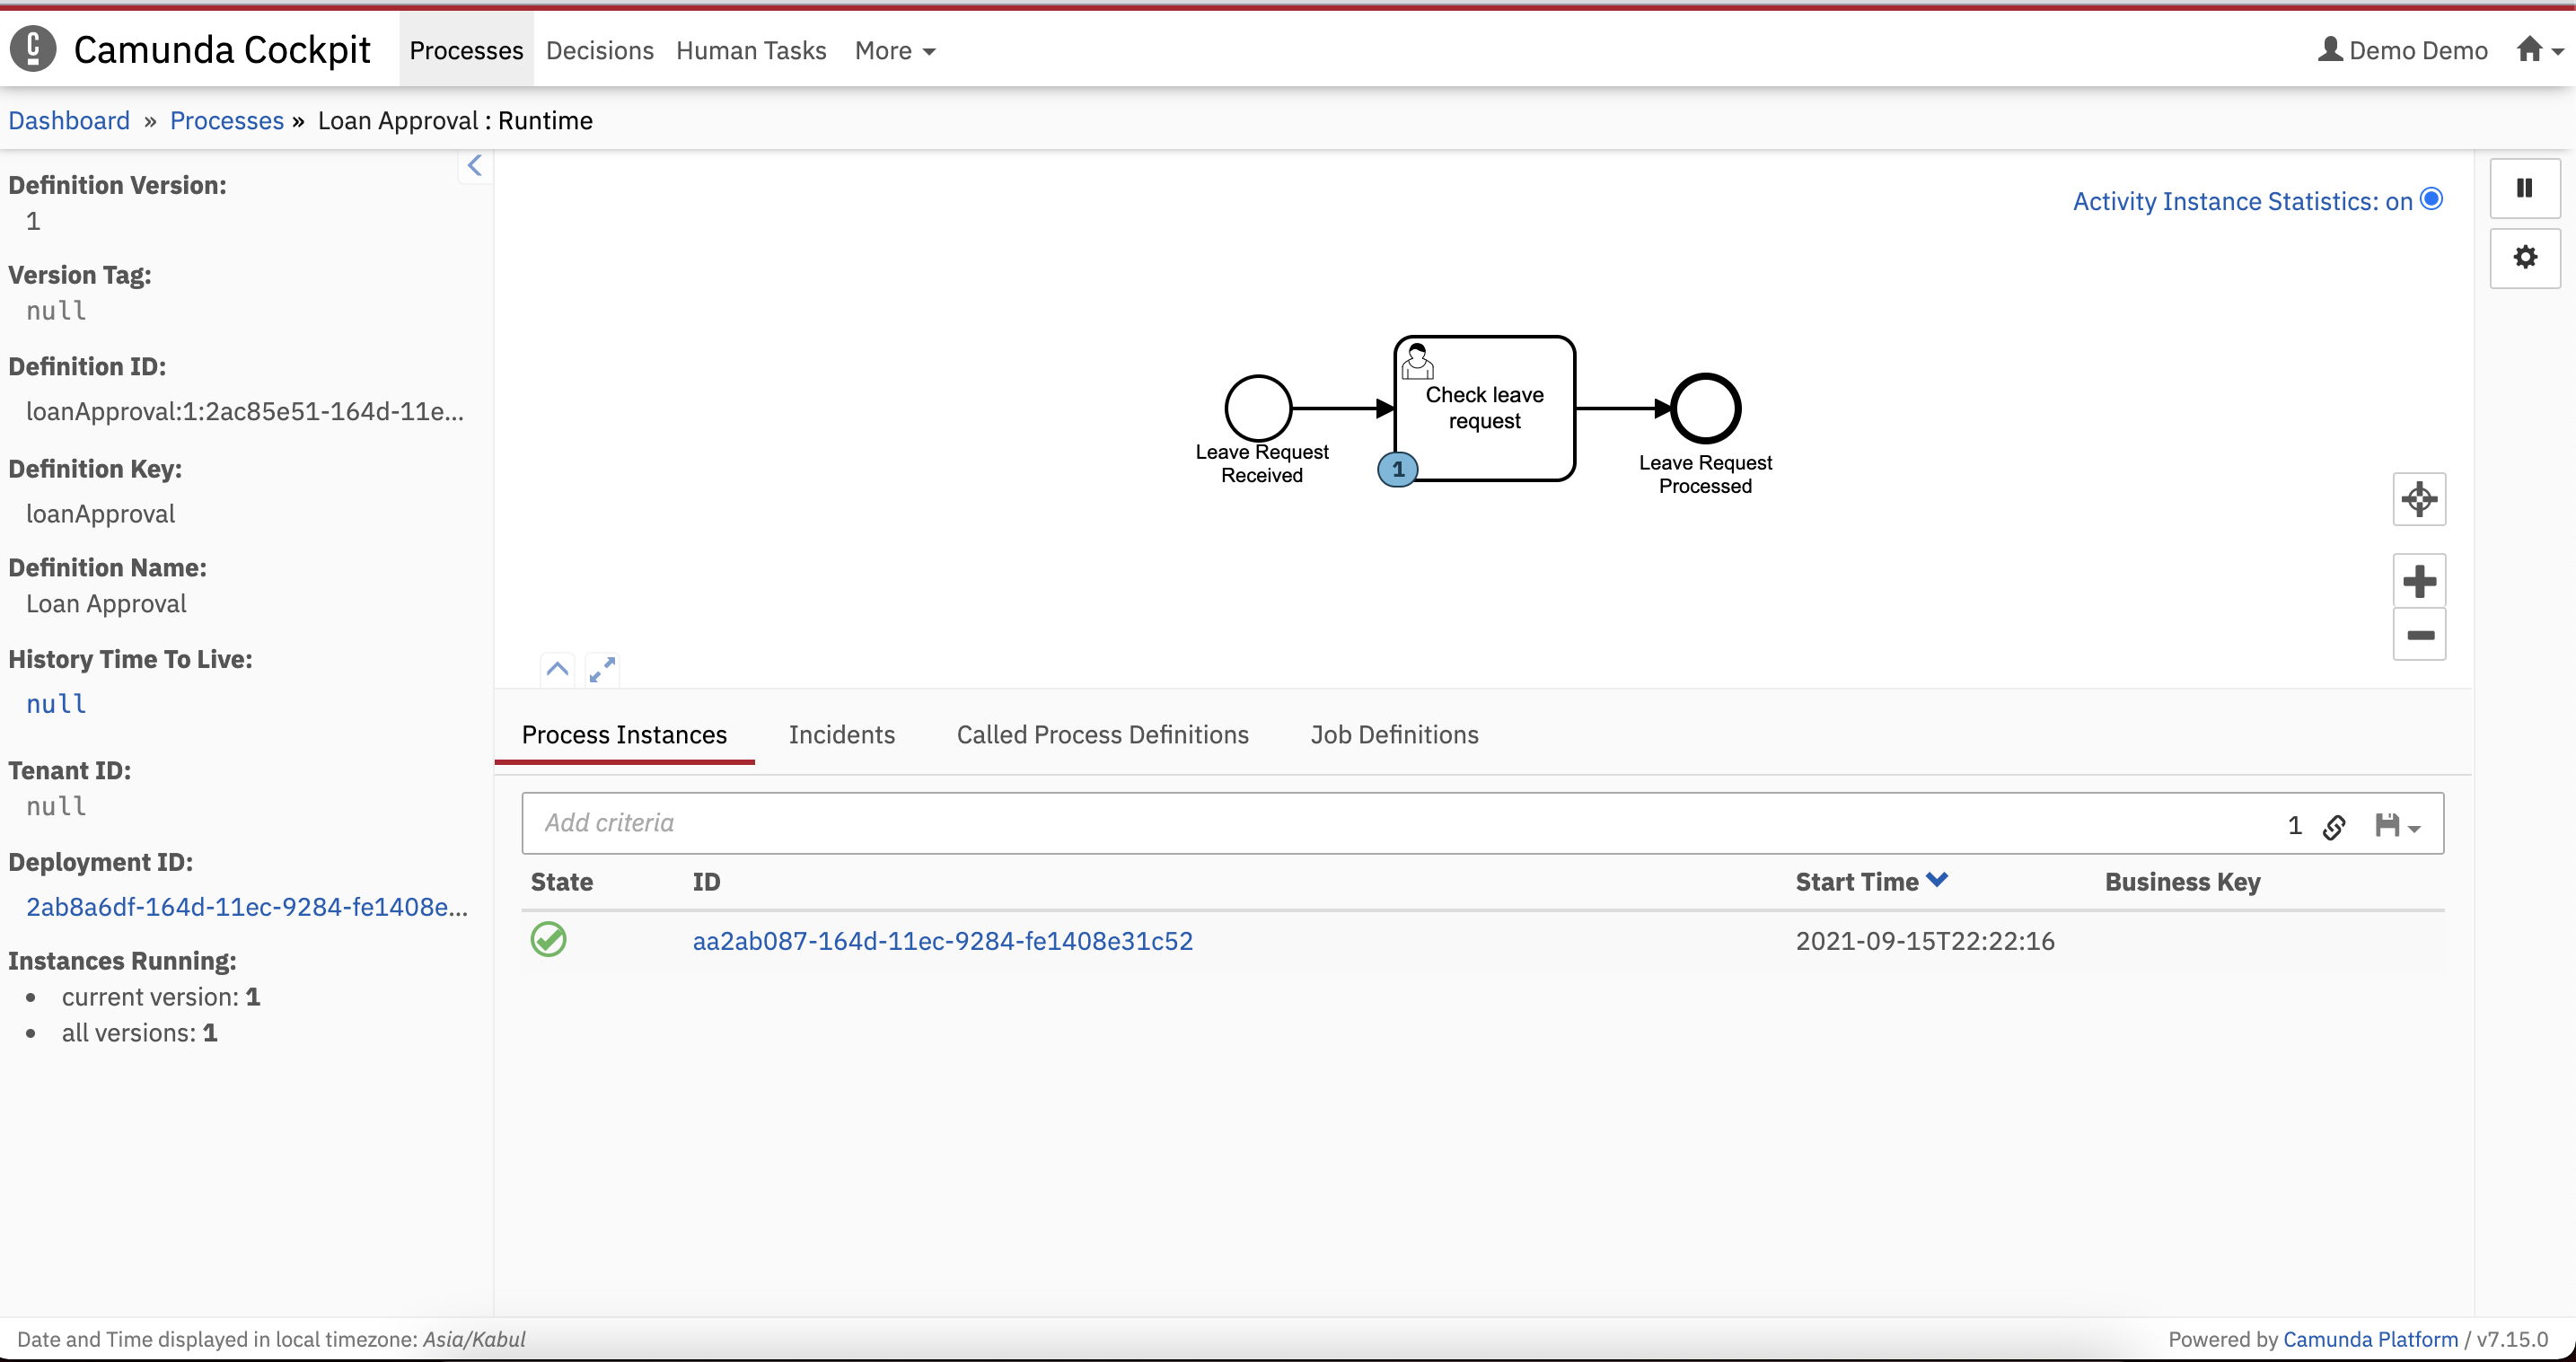 Camunda Cockpit Processes Decisions Human Tasks More Demo Demo
Dashboard » Processes » Loan Approval : Runtime
Definition Version:
1
Version Tag:
null
Definition ID:
loanApproval:1:2ac85e51-164d-11e...
Definition Key:
loanApproval
Definition Name:
Loan Approval
History Time To Live:
null
Tenant ID:
null
Deployment ID:
2ab8a6df-164d-11ec-9284-fe1408e...
Instances Running:
• current version: 1
• all versions: 1
Activity Instance Statistics: on
Leave Request
Received
Check leave
request
1
Leave Request
Processed
Process Instances Incidents Called Process Definitions Job Definitions
Add criteria 1
State ID Start Time Business Key
aa2ab087-164d-11ec-9284-fe1408e31c52 2021-09-15T22:22:16
Date and Time displayed in local timezone: Asia/Kabul Powered by Camunda Platform / v7.15.0